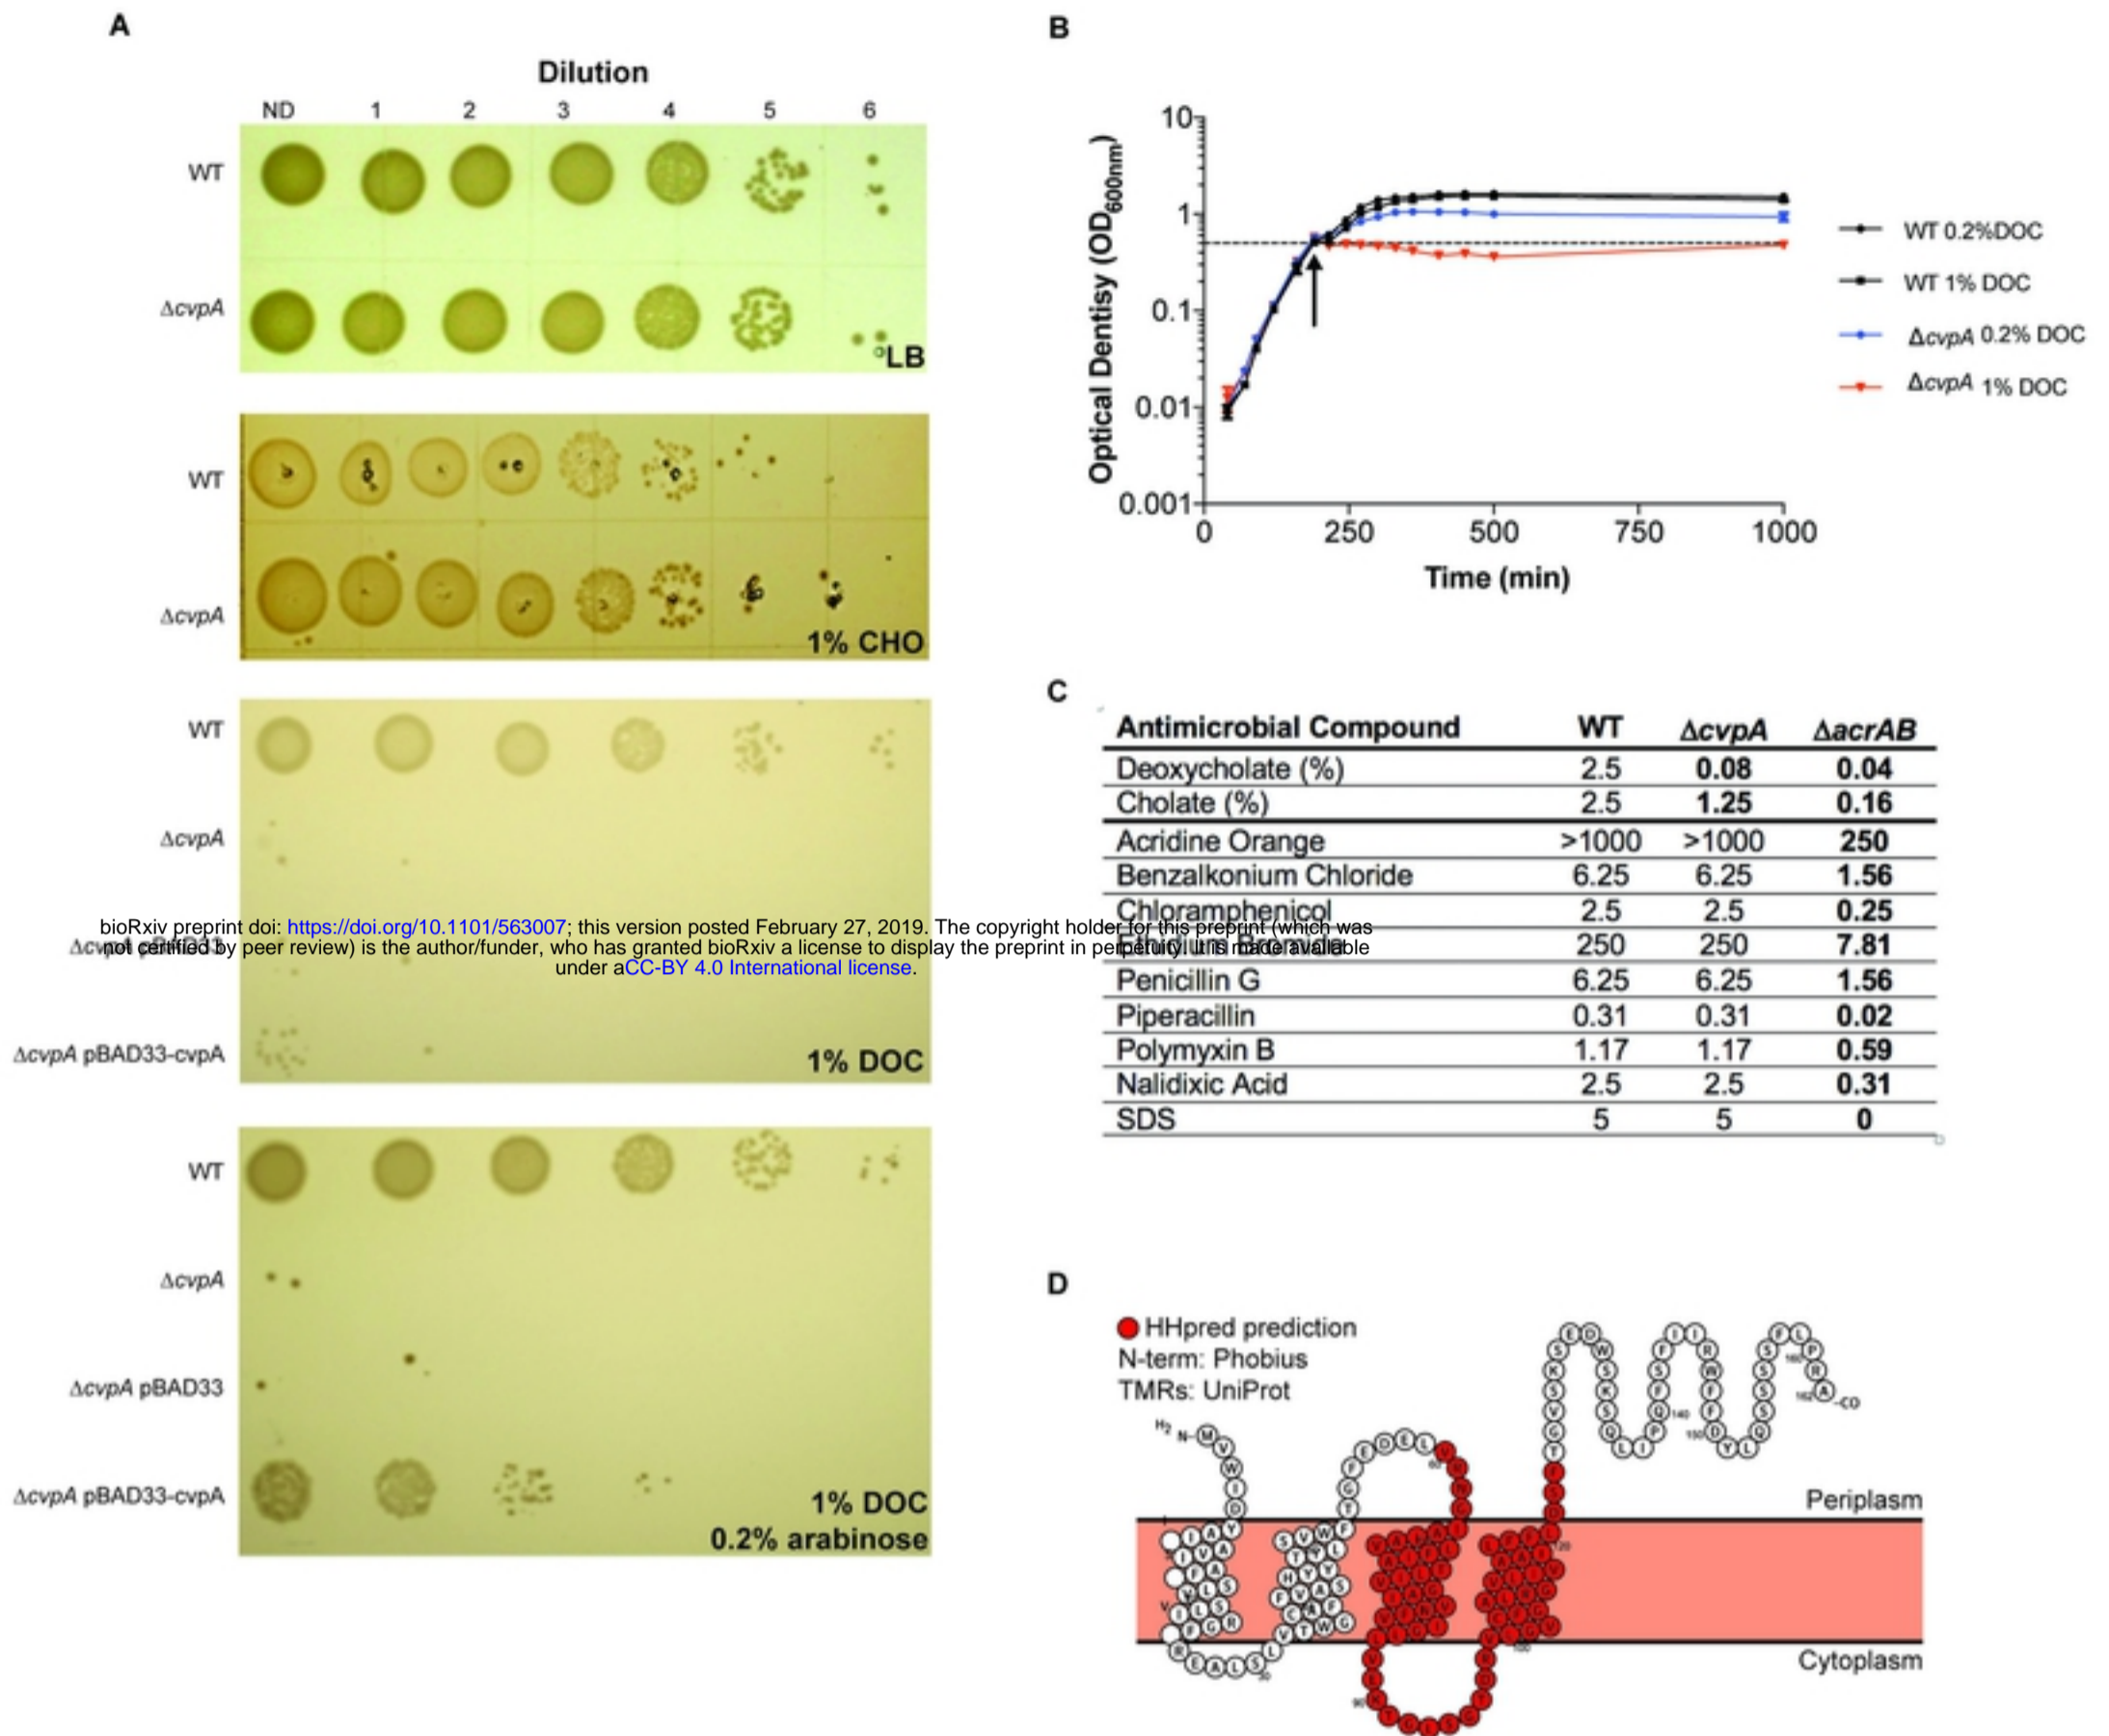 A
Dilution
ND 1 2 3 4 5 6
WT
ΔcvpA
LB
WT
ΔcvpA
1% CHO
WT
ΔcvpA
bioRxiv preprint doi: https://doi.org/10.1101/563007; this version posted February 27, 2019. The copyright holder for this preprint (which was
not certified by peer review) is the author/funder, who has granted bioRxiv a license to display the preprint in perpetuity. It is made available
under aCC-BY 4.0 International license.
ΔcvpA pBAD33
ΔcvpA pBAD33-cvpA
1% DOC
WT
ΔcvpA
ΔcvpA pBAD33
ΔcvpA pBAD33-cvpA
1% DOC
0.2% arabinose
B
Optical Dentisy (OD600nm)
10
1
0.1
0.01
0.001
0 250 500 750 1000
Time (min)
WT 0.2%DOC
WT 1% DOC
ΔcvpA 0.2% DOC
ΔcvpA 1% DOC
C
Antimicrobial Compound WT ΔcvpA ΔacrAB
Deoxycholate (%) 2.5 0.08 0.04
Cholate (%) 2.5 1.25 0.16
Acridine Orange >1000 >1000 250
Benzalkonium Chloride 6.25 6.25 1.56
Chloramphenicol 2.5 2.5 0.25
Ethidium Bromide 250 250 7.81
Penicillin G 6.25 6.25 1.56
Piperacillin 0.31 0.31 0.02
Polymyxin B 1.17 1.17 0.59
Nalidixic Acid 2.5 2.5 0.31
SDS 5 5 0
D
HHpred prediction
N-term: Phobius
TMRs: UniProt
Periplasm
Cytoplasm